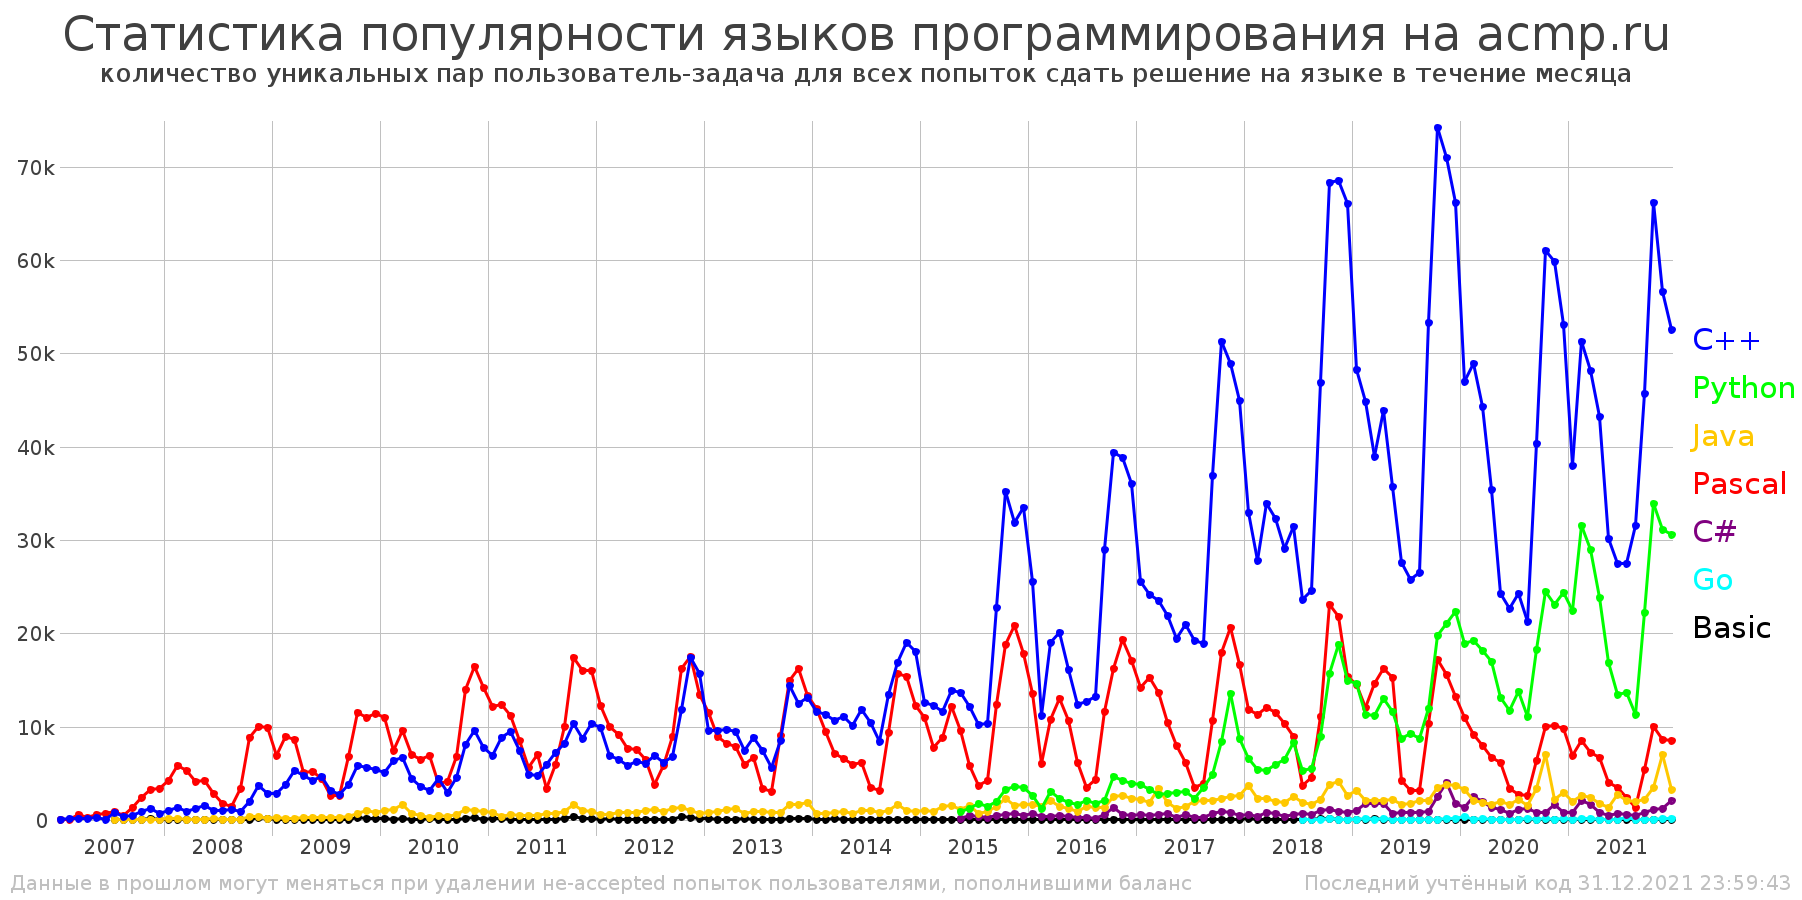 Статистика популярности языков программирования на acmp.ru
количество уникальных пар пользователь-задача для всех попыток сдать решение на языке в течение месяца
70k
60k
50k
40k
30k
20k
10k
0
C++
Python
Java
Pascal
C#
Go
Basic
2007 2008 2009 2010 2011 2012 2013 2014 2015 2016 2017 2018 2019 2020 2021
Данные в прошлом могут меняться при удалении не-accepted попыток пользователями, пополнившими баланс
Последний учтённый код 31.12.2021 23:59:43